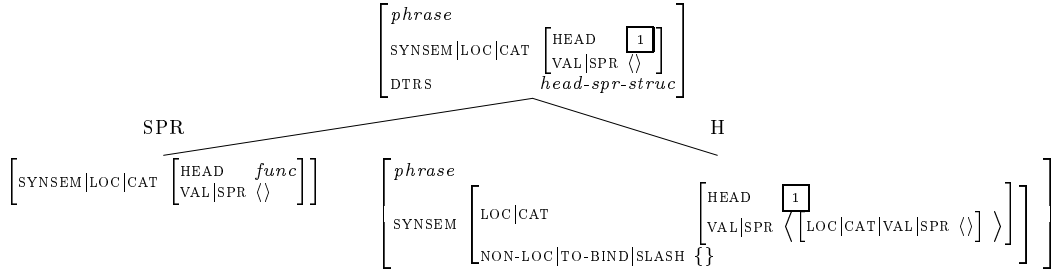 phrase
SYNSEM|LOC|CAT [HEAD 1
VAL|SPR ⟨⟩]
DTRS head-spr-struc
SPR H
[SYNSEM|LOC|CAT [HEAD func
VAL|SPR ⟨⟩]]
phrase
SYNSEM [LOC|CAT [HEAD 1
VAL|SPR ⟨[LOC|CAT|VAL|SPR ⟨⟩]⟩]
NON-LOC|TO-BIND|SLASH {}]